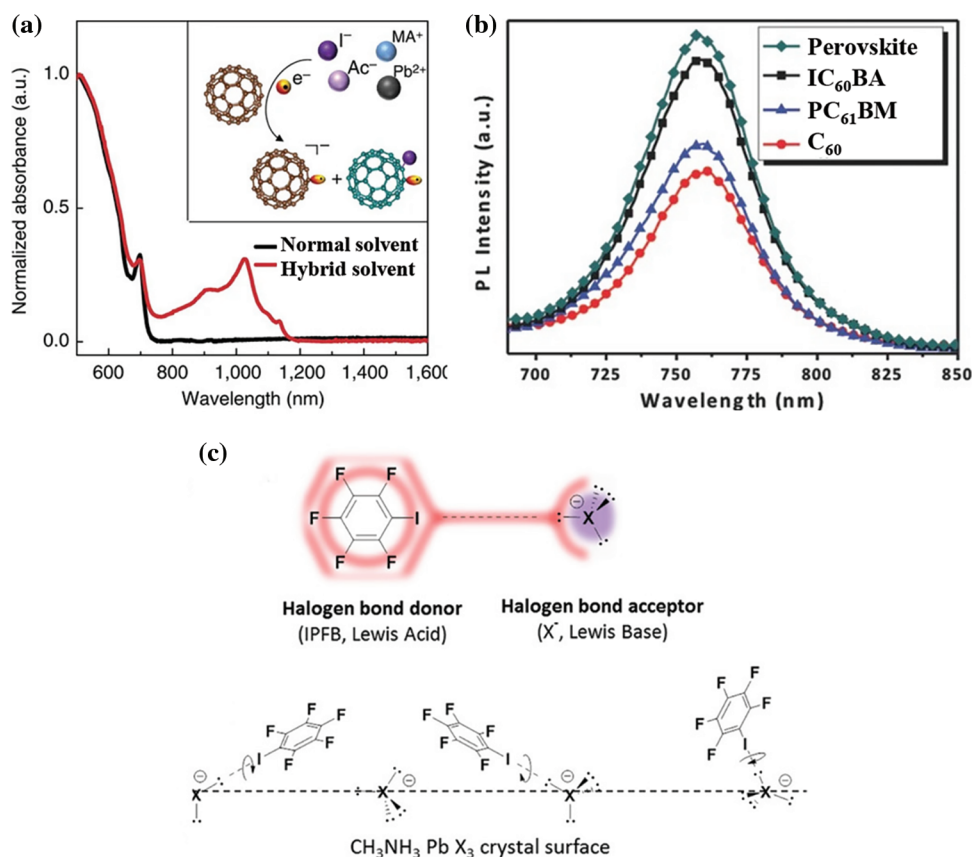 (a)
Normalized absorbance (a.u.)
1.0
0.5
0.0
I⁻
MA⁺
e⁻
Ac⁻
Pb²⁺
¬⁻
+
Normal solvent
Hybrid solvent
600 800 1,000 1,200 1,400 1,600
Wavelength (nm)
(b)
PL Intensity (a.u.)
Perovskite
IC₆₀BA
PC₆₁BM
C₆₀
700 725 750 775 800 825 850
Wavelength (nm)
(c)
F F
F I
F F
⊖
:X
Halogen bond donor
(IPFB, Lewis Acid)
Halogen bond acceptor
(X⁻, Lewis Base)
F F F F F I
F F F F F I
F F F F F I
⊖ ⊖ ⊖ ⊖
X X X X
CH₃NH₃ Pb X₃ crystal surface